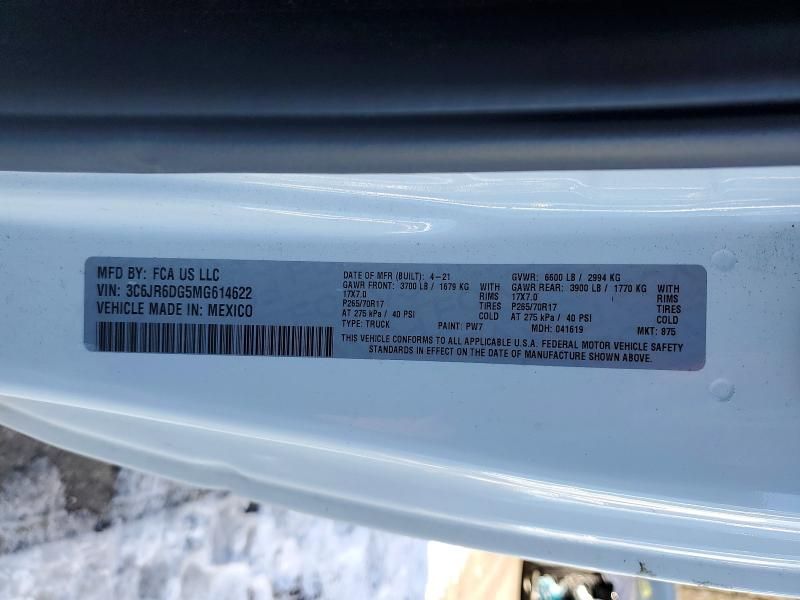 MFD BY: FCA US LLC
VIN: 3C6JR6DG5MG614622
VEHICLE MADE IN: MEXICO
DATE OF MFR (BUILT): 4-21
GAWR FRONT: 3700 LB / 1679 KG WITH
17X7.0 RIMS
P265/70R17 TIRES
AT 275 kPa / 40 PSI COLD
TYPE: TRUCK PAINT: PW7
GVWR: 6600 LB / 2994 KG
GAWR REAR: 3900 LB / 1770 KG WITH
17X7.0 RIMS
P265/70R17 TIRES
AT 275 kPa / 40 PSI COLD
MDH: 041619 MKT: 875
THIS VEHICLE CONFORMS TO ALL APPLICABLE U.S.A. FEDERAL MOTOR VEHICLE SAFETY
STANDARDS IN EFFECT ON THE DATE OF MANUFACTURE SHOWN ABOVE.